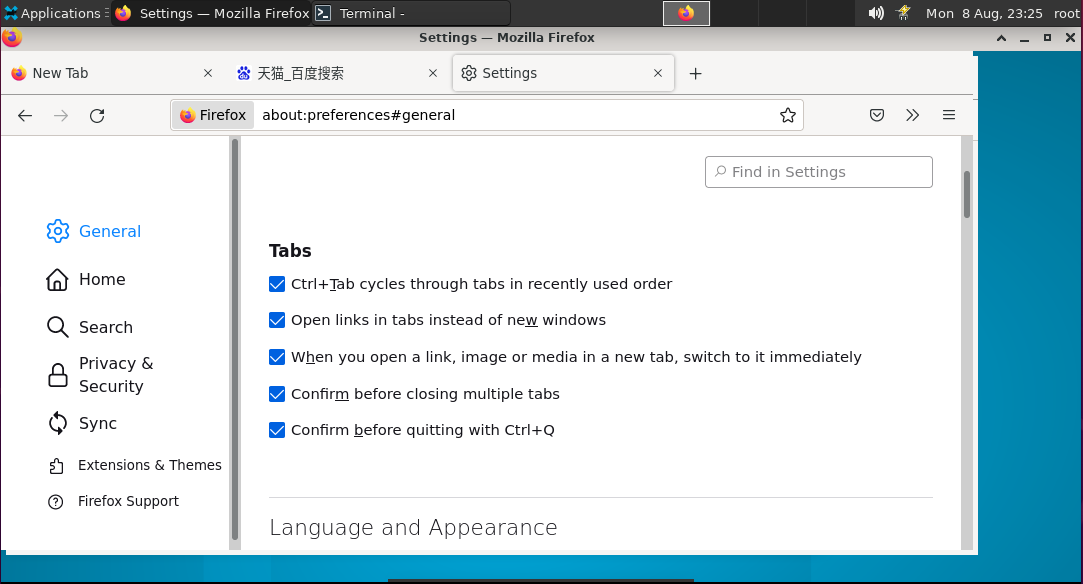 Applications
Settings — Mozilla Firefox
Terminal -
Mon 8 Aug, 23:25
root
Settings — Mozilla Firefox
New Tab
天猫_百度搜索
Settings
Firefox
about:preferences#general
Find in Settings
General
Home
Search
Privacy &
Security
Sync
Extensions & Themes
Firefox Support
Tabs
Ctrl+Tab cycles through tabs in recently used order
Open links in tabs instead of new windows
When you open a link, image or media in a new tab, switch to it immediately
Confirm before closing multiple tabs
Confirm before quitting with Ctrl+Q
Language and Appearance